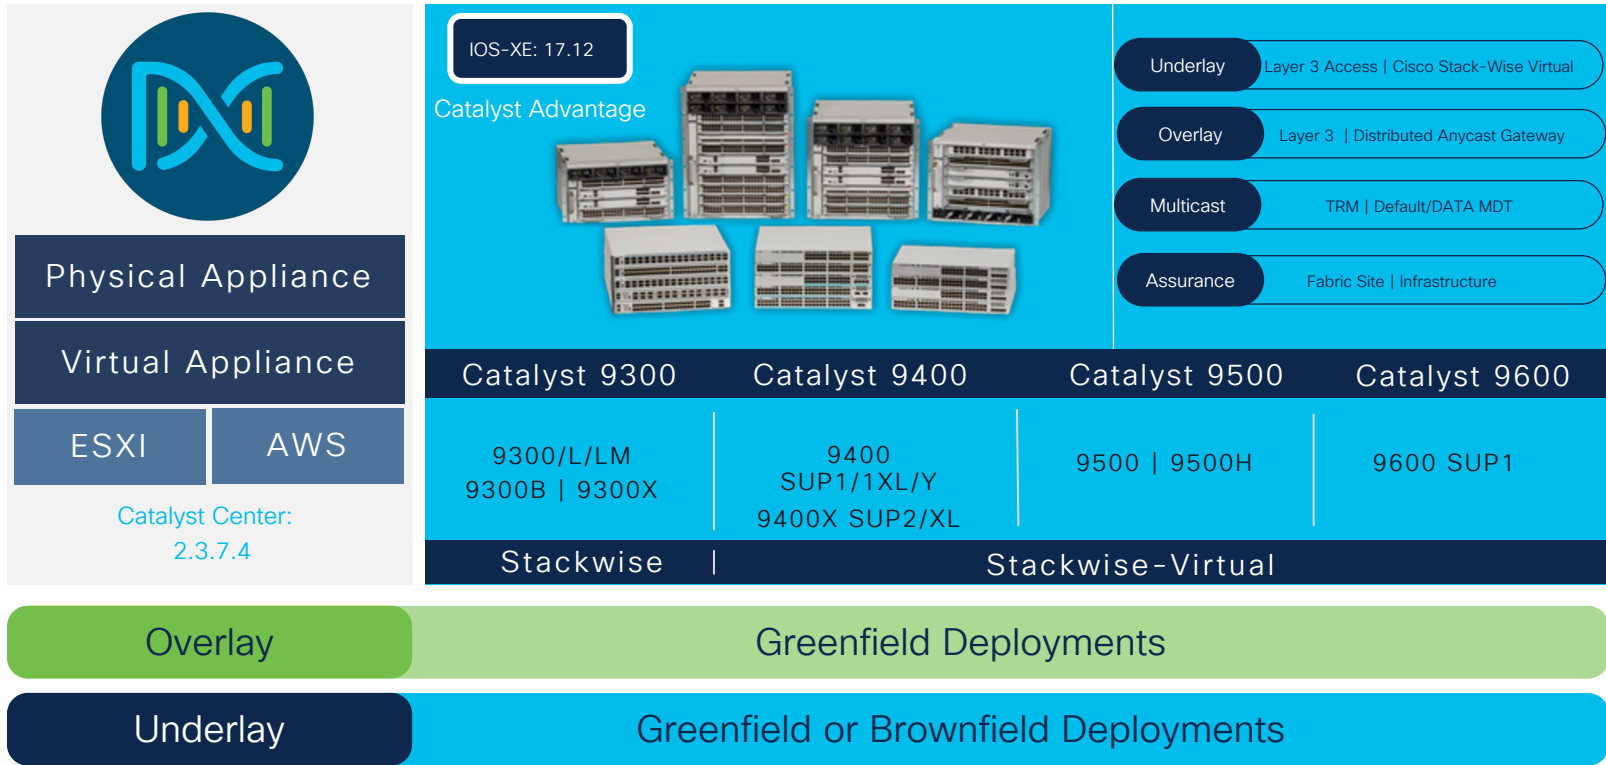 Physical Appliance
Virtual Appliance
ESXI
AWS
Catalyst Center:
2.3.7.4
IOS-XE: 17.12
Catalyst Advantage
Underlay
Layer 3 Access | Cisco Stack-Wise Virtual
Overlay
Layer 3 | Distributed Anycast Gateway
Multicast
TRM | Default/DATA MDT
Assurance
Fabric Site | Infrastructure
Catalyst 9300
Catalyst 9400
Catalyst 9500
Catalyst 9600
9300/L/LM
9300B | 9300X
9400
SUP1/1XL/Y
9400X SUP2/XL
9500 | 9500H
9600 SUP1
Stackwise |
Stackwise-Virtual
Overlay
Greenfield Deployments
Underlay
Greenfield or Brownfield Deployments